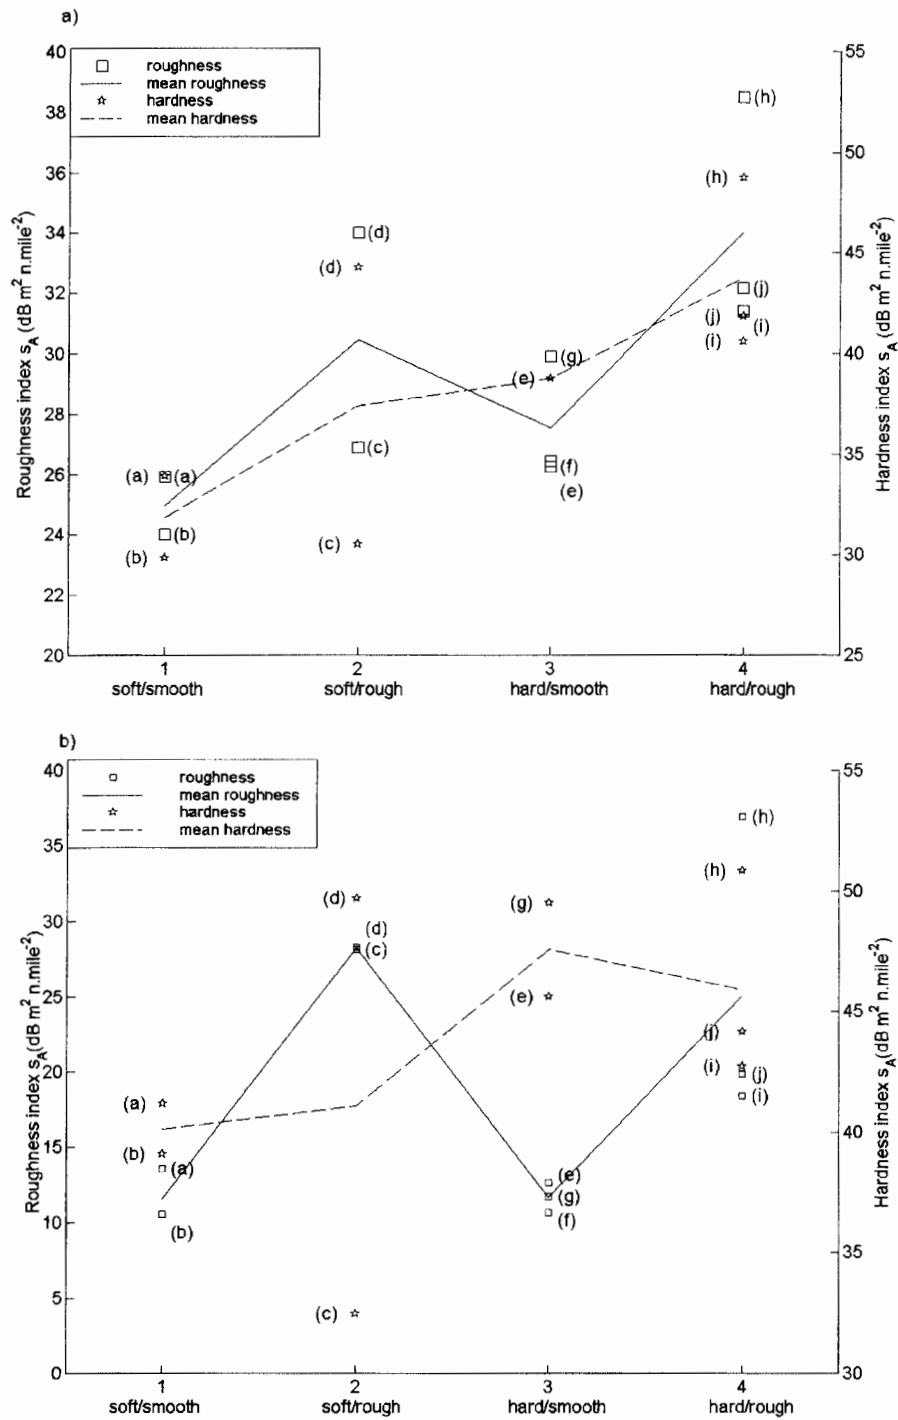 a)
40
38
36
34
32
30
28
26
24
22
20
Roughness index s_A (dB m² n.mile⁻²)
roughness
mean roughness
hardness
mean hardness
(h)
(h)
(d)
(d)
(j)
(j)
(i)
(i)
(g)
(e)
(c)
(f)
(e)
(a) (a)
(b)
(b)
(c)
55
50
45
40
35
30
25
Hardness index s_A (dB m² n.mile⁻²)
1 2 3 4
soft/smooth soft/rough hard/smooth hard/rough
b)
40
35
30
25
20
15
10
5
0
Roughness index s_A (dB m² n.mile⁻²)
roughness
mean roughness
hardness
mean hardness
(h)
(h)
(d)
(g)
(d)
(c)
(e)
(j)
(i)
(j)
(i)
(a)
(b)
(a)
(b)
(e)
(g)
(f)
(c)
55
50
45
40
35
30
Hardness index s_A (dB m² n.mile⁻²)
1 2 3 4
soft/smooth soft/rough hard/smooth hard/rough